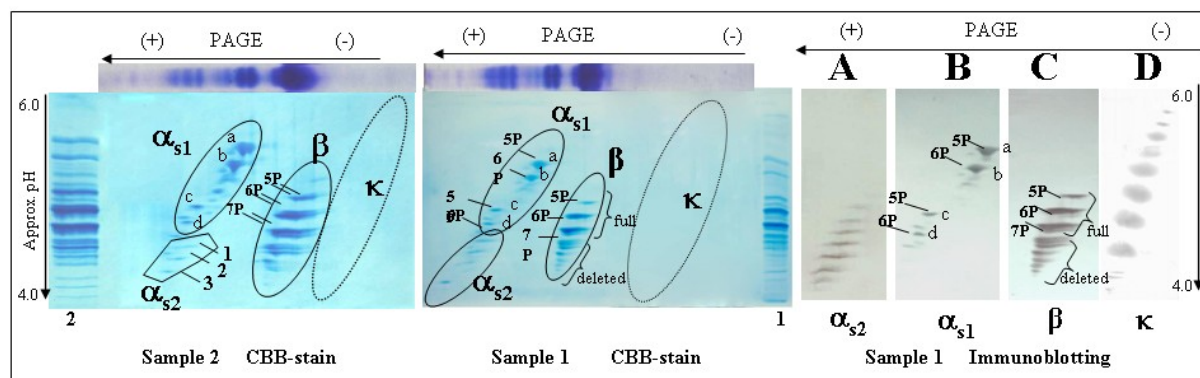 (+) PAGE (-)
(+) PAGE (-)
(+) PAGE (-)
A B C D
6.0
Approx. pH
4.0
αs1
a
b
c
d
β
5P
6P
7P
κ
1
2
3
αs2
2
Sample 2 CBB-stain
αs1
5P
6
P
a
b
5
c
d
β
5P
6P
7
P
full
deleted
κ
αs2
1
Sample 1 CBB-stain
6.0
5P
a
6P
b
5P
c
6P
d
5P
6P
7P
full
deleted
4.0
αs2 αs1 β κ
Sample 1 Immunoblotting